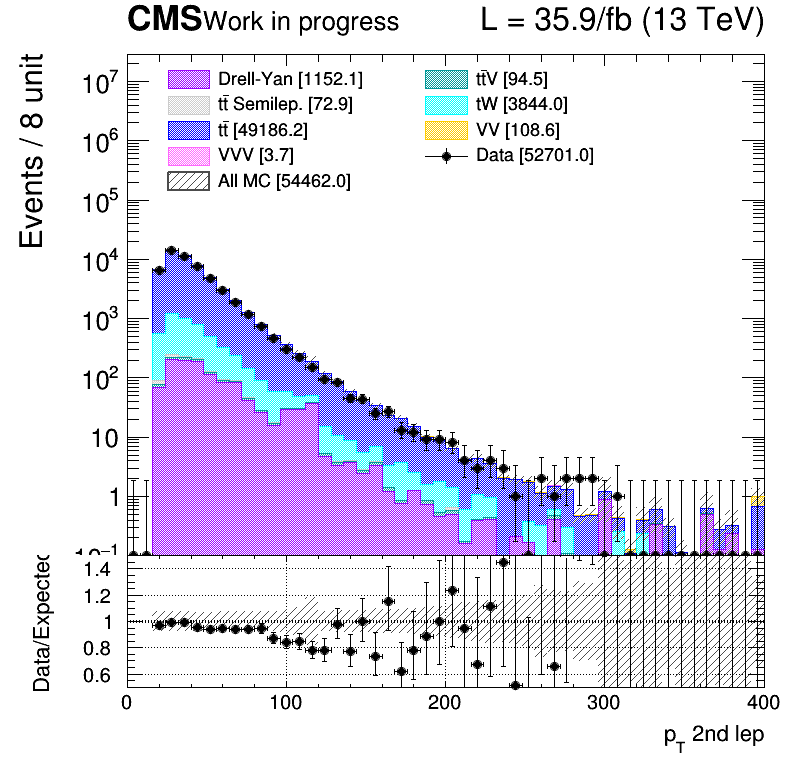 CMS Work in progress L = 35.9/fb (13 TeV)
Events / 8 unit
10⁷
10⁶
10⁵
10⁴
10³
10²
10
1
10⁻¹
Drell-Yan [1152.1]
tt̄ Semilep. [72.9]
tt̄ [49186.2]
VVV [3.7]
All MC [54462.0]
tt̄V [94.5]
tW [3844.0]
VV [108.6]
Data [52701.0]
Data/Expected
1.4
1.2
1
0.8
0.6
0 100 200 300 400
p_T 2nd lep